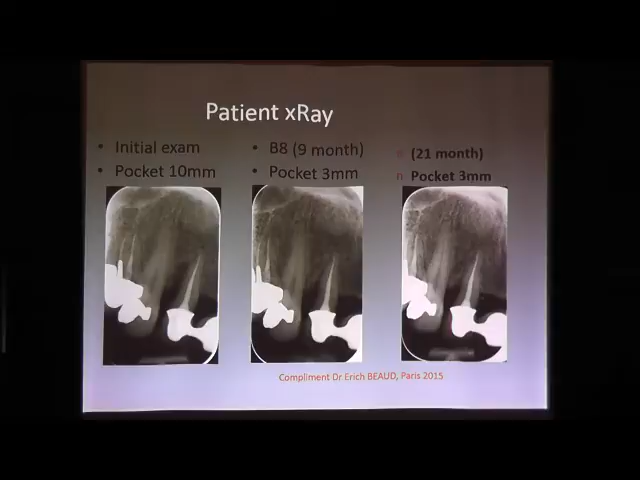 Patient xRay
• Initial exam
• Pocket 10mm
• B8 (9 month)
• Pocket 3mm
(21 month)
Pocket 3mm
Compliment Dr Erich BEAUD, Paris 2015